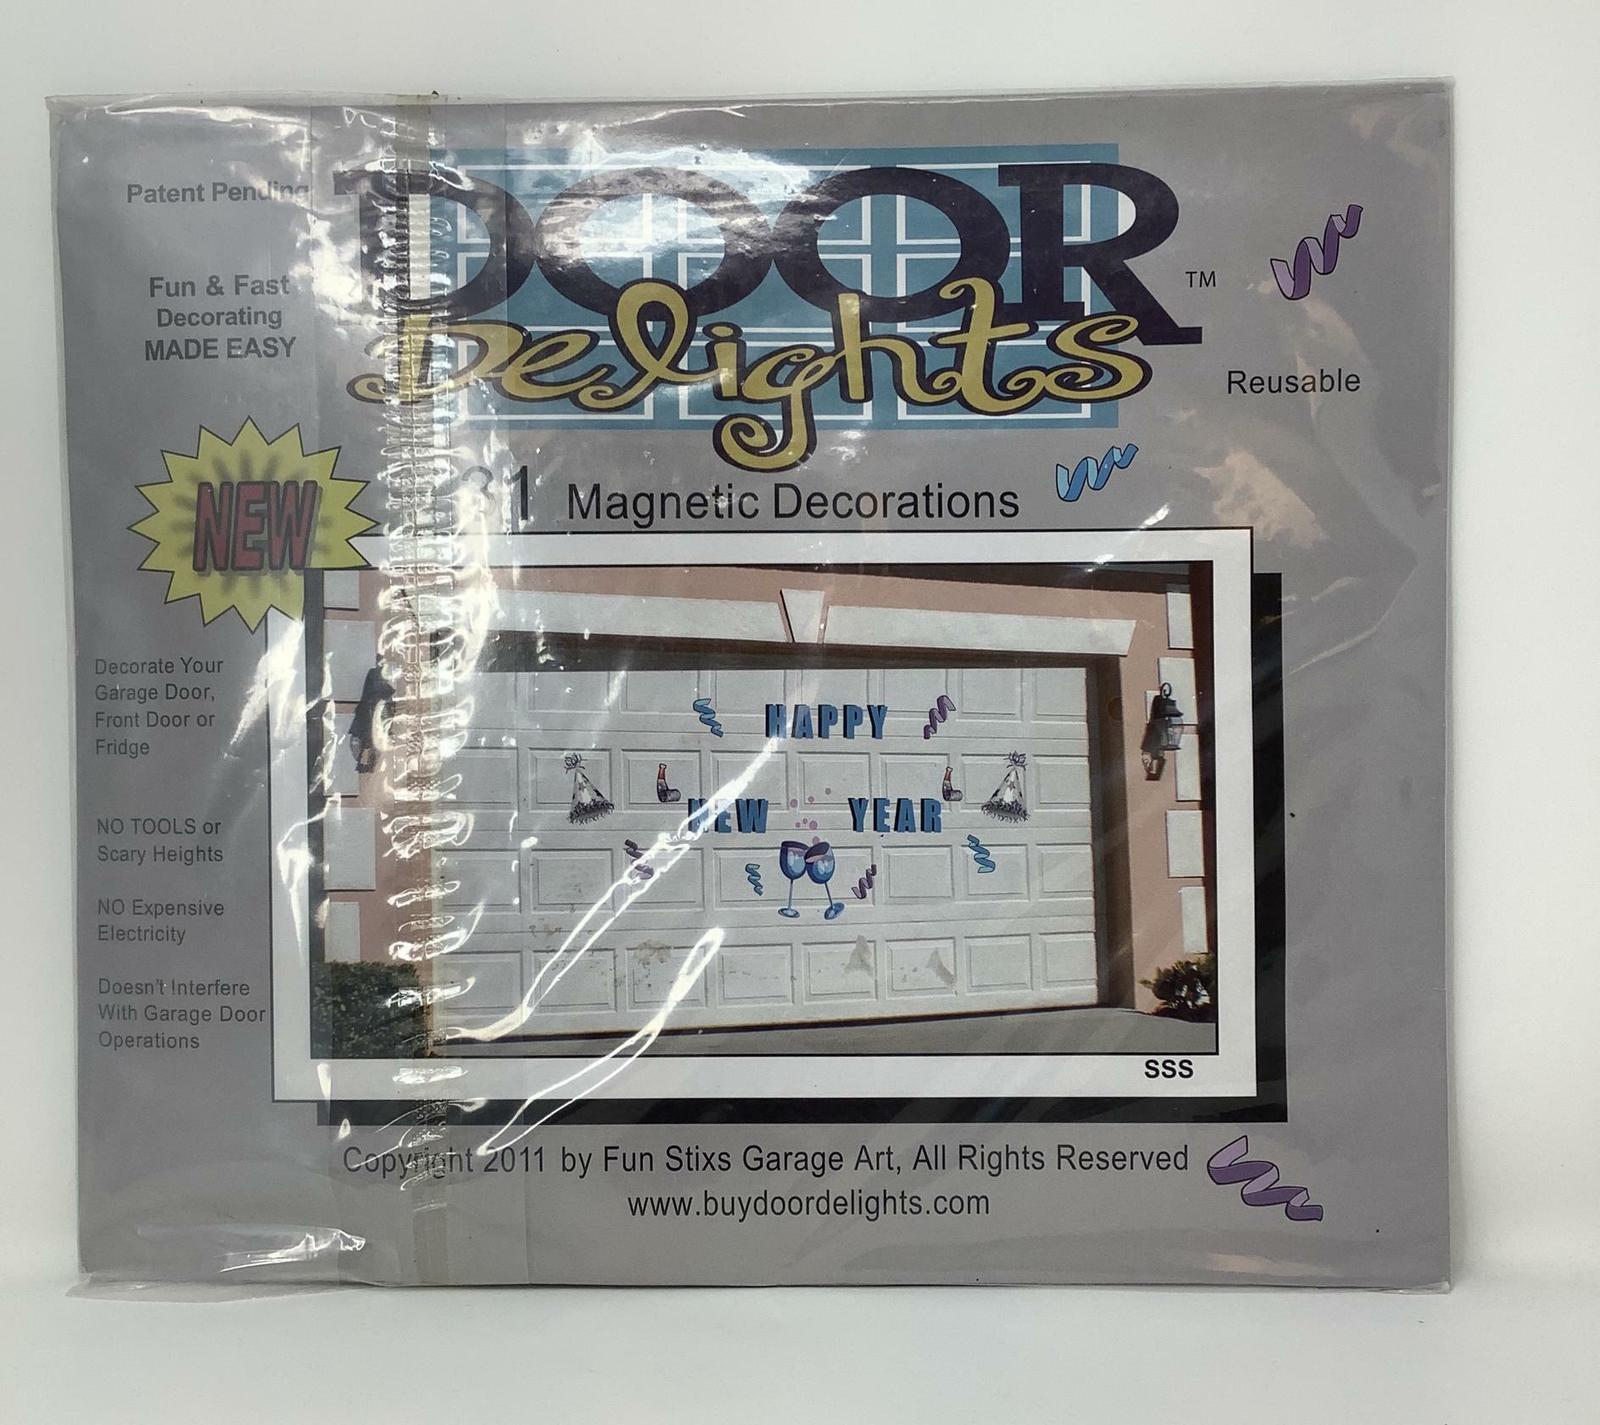 Patent Pending
DOOR
Delights
TM
Fun & Fast
Decorating
MADE EASY
Reusable
NEW
31 Magnetic Decorations
Decorate Your
Garage Door,
Front Door or
Fridge
NO TOOLS or
Scary Heights
NO Expensive
Electricity
Doesn't Interfere
With Garage Door
Operations
HAPPY
NEW YEAR
SSS
Copyright 2011 by Fun Stixs Garage Art, All Rights Reserved
www.buydoordelights.com